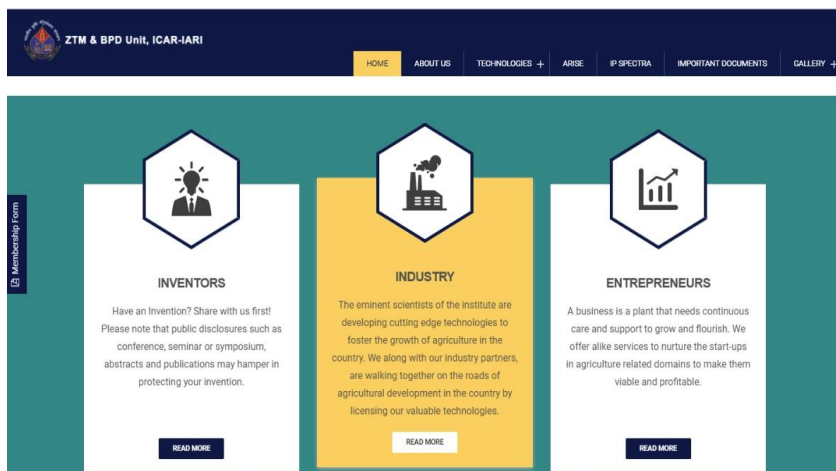 ZTM & BPD Unit, ICAR-IARI
HOME ABOUT US TECHNOLOGIES + ARISE IP SPECTRA IMPORTANT DOCUMENTS GALLERY +
Membership Form
INVENTORS
Have an Invention? Share with us first!
Please note that public disclosures such as
conference, seminar or symposium,
abstracts and publications may hamper in
protecting your invention.
READ MORE
INDUSTRY
The eminent scientists of the institute are
developing cutting edge technologies to
foster the growth of agriculture in the
country. We along with our industry partners,
are walking together on the roads of
agricultural development in the country by
licensing our valuable technologies.
READ MORE
ENTREPRENEURS
A business is a plant that needs continuous
care and support to grow and flourish. We
offer alike services to nurture the start-ups
in agriculture related domains to make them
viable and profitable.
READ MORE